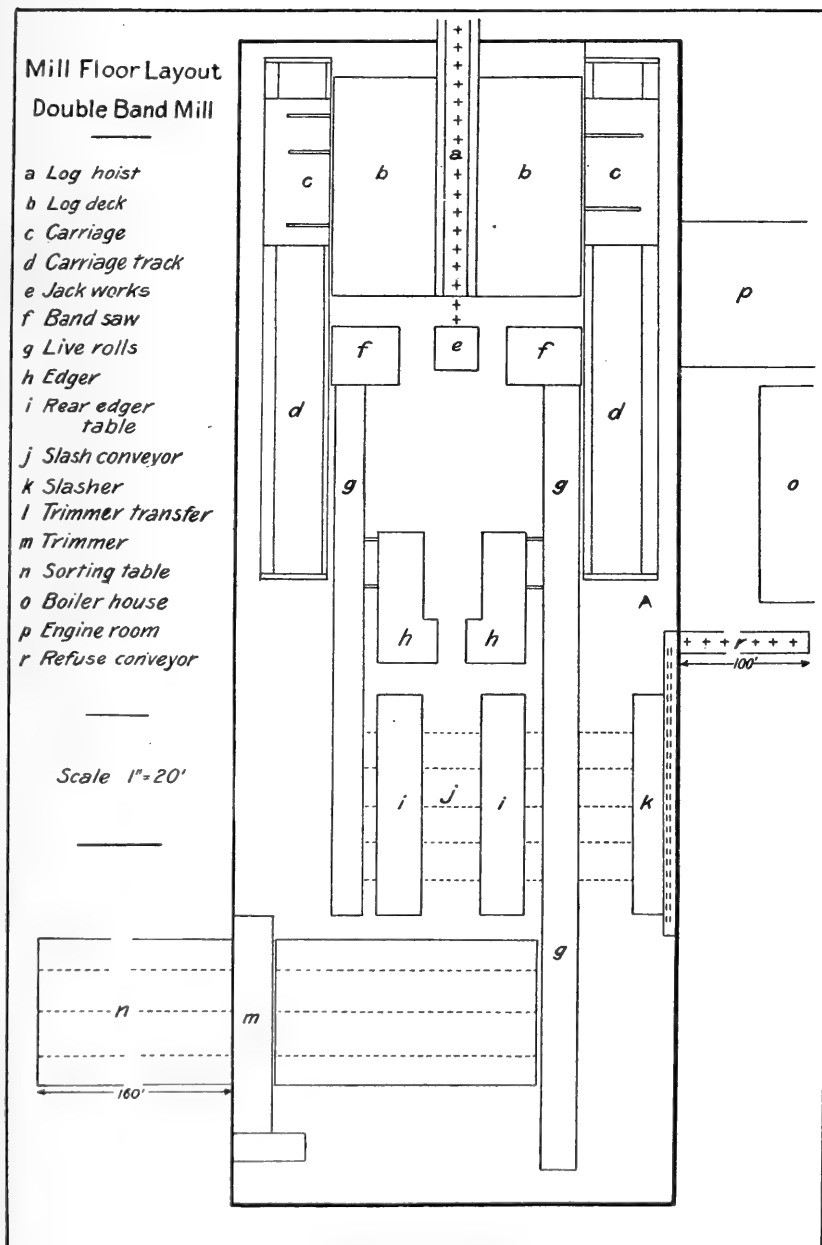 Mill Floor Layout
Double Band Mill
a Log hoist
b Log deck
c Carriage
d Carriage track
e Jack works
f Band saw
g Live rolls
h Edger
i Rear edger
table
j Slash conveyor
k Slasher
l Trimmer transfer
m Trimmer
n Sorting table
o Boiler house
p Engine room
r Refuse conveyor
Scale 1"=20'
a
b b
c c
p
f e f
d d
g g
o
A
h h
r
100'
i j i k
g
n m
160'